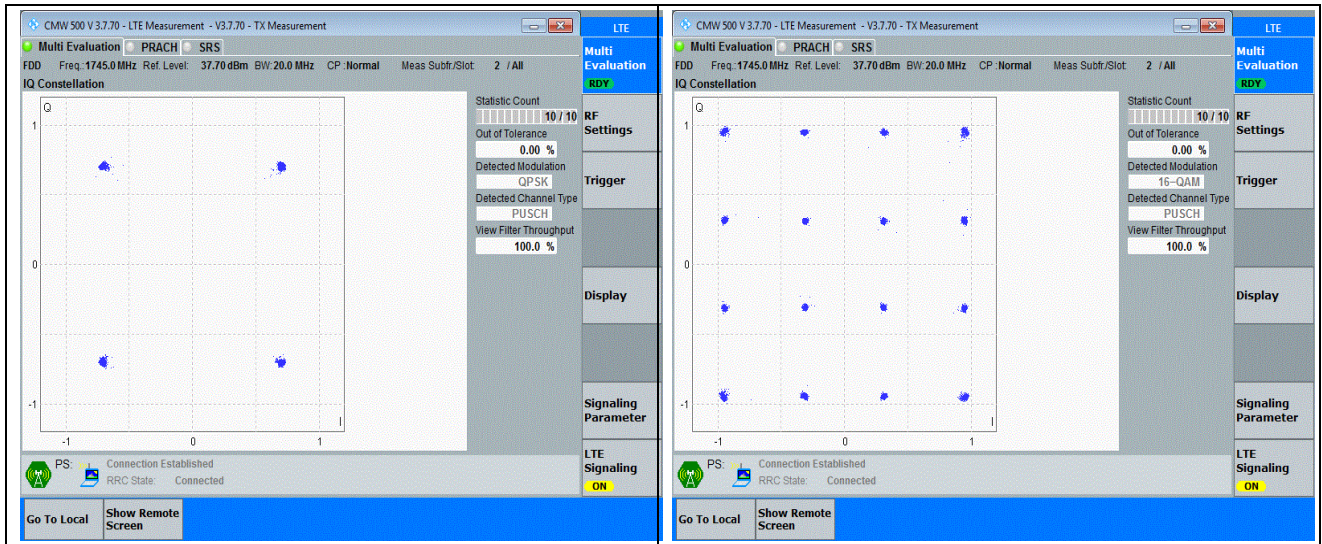 CMW 500 V 3.7.70 - LTE Measurement - V3.7.70 - TX Measurement
LTE
Multi Evaluation PRACH SRS
Multi
Evaluation
RDY
FDD Freq.:1745.0 MHz Ref. Level: 37.70 dBm BW:20.0 MHz CP :Normal Meas Subfr./Slot: 2 / All
IQ Constellation
Q
1
0
-1
-1 0 1
I
Statistic Count
10 / 10
Out of Tolerance
0.00 %
Detected Modulation
QPSK
Detected Channel Type
PUSCH
View Filter Throughput
100.0 %
RF
Settings
Trigger
Display
Signaling
Parameter
LTE
Signaling
ON
PS: Connection Established
RRC State: Connected
Go To Local
Show Remote
Screen
CMW 500 V 3.7.70 - LTE Measurement - V3.7.70 - TX Measurement
LTE
Multi Evaluation PRACH SRS
Multi
Evaluation
RDY
FDD Freq.:1745.0 MHz Ref. Level: 37.70 dBm BW:20.0 MHz CP :Normal Meas Subfr./Slot: 2 / All
IQ Constellation
Q
1
0
-1
-1 0 1
I
Statistic Count
10 / 10
Out of Tolerance
0.00 %
Detected Modulation
16-QAM
Detected Channel Type
PUSCH
View Filter Throughput
100.0 %
RF
Settings
Trigger
Display
Signaling
Parameter
LTE
Signaling
ON
PS: Connection Established
RRC State: Connected
Go To Local
Show Remote
Screen